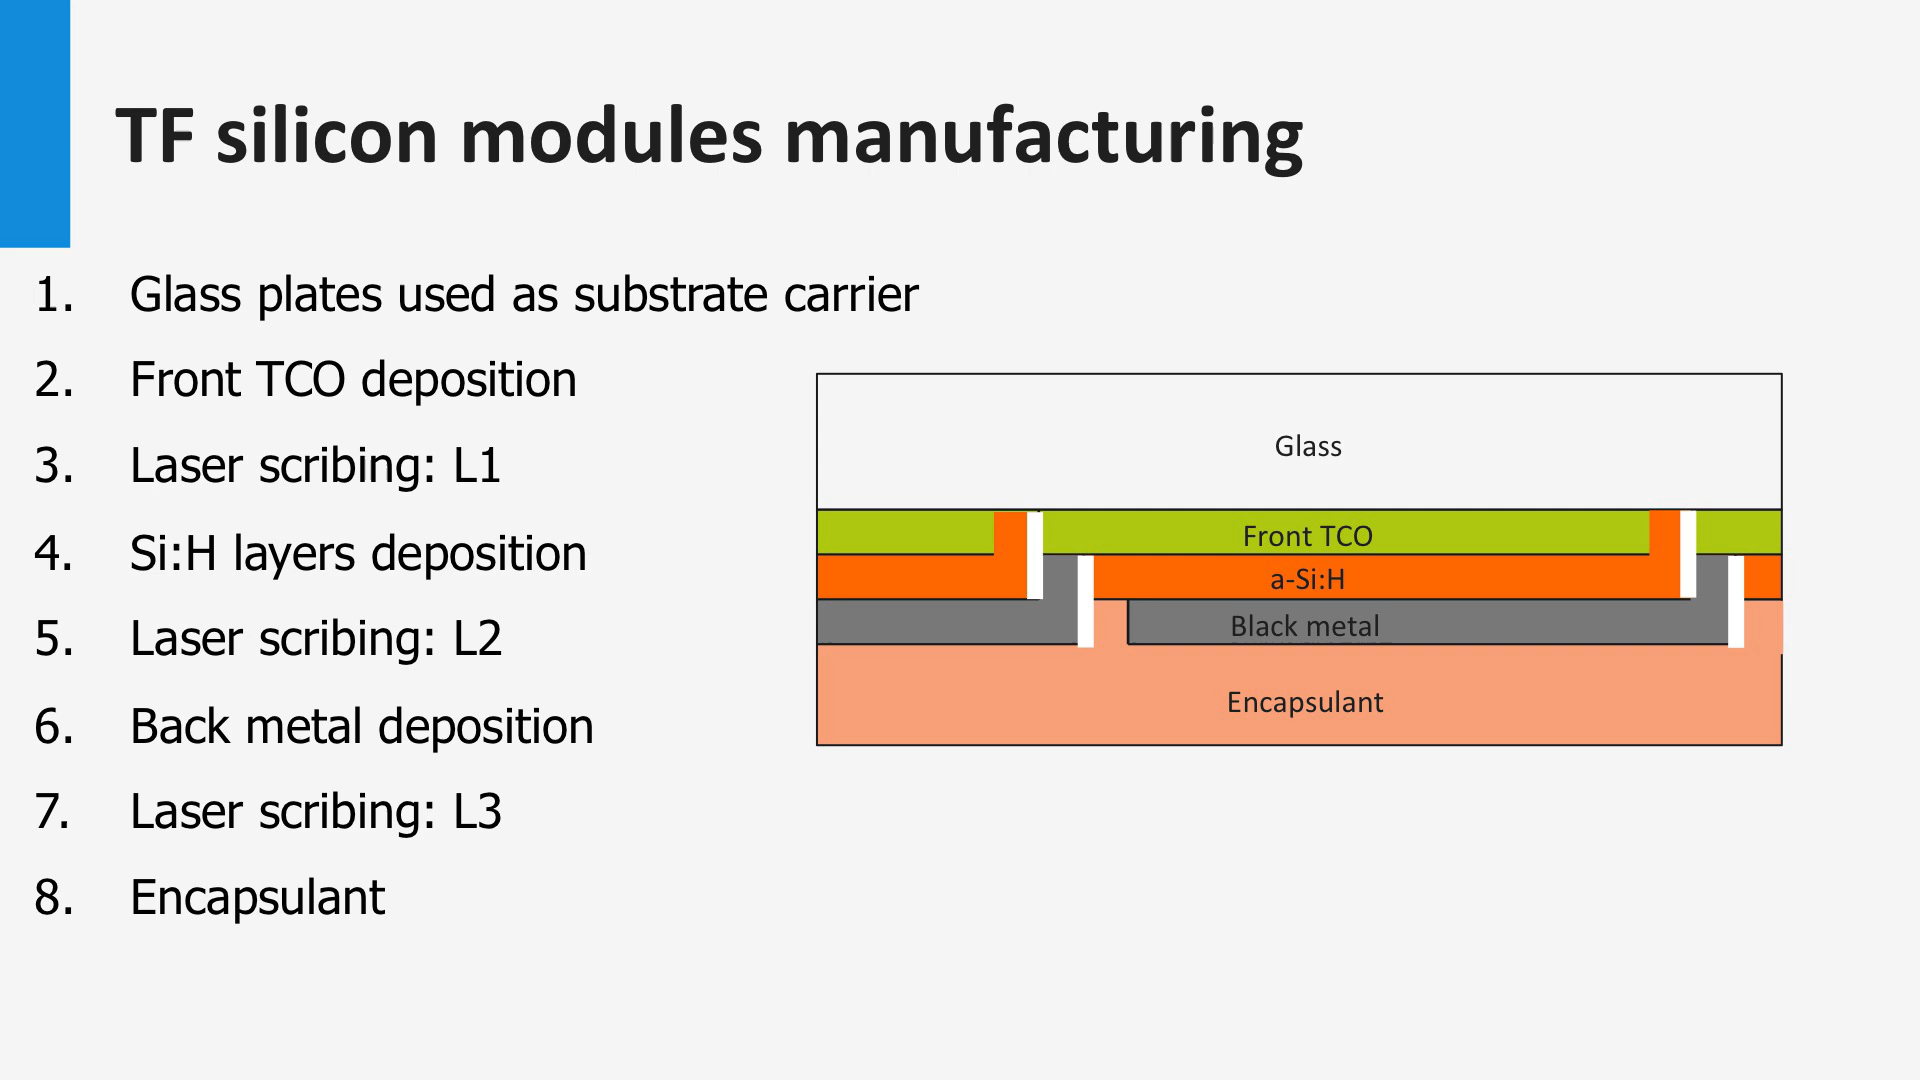 TF silicon modules manufacturing
1. Glass plates used as substrate carrier
2. Front TCO deposition
3. Laser scribing: L1
4. Si:H layers deposition
5. Laser scribing: L2
6. Back metal deposition
7. Laser scribing: L3
8. Encapsulant
Glass
Front TCO
a-Si:H
Black metal
Encapsulant